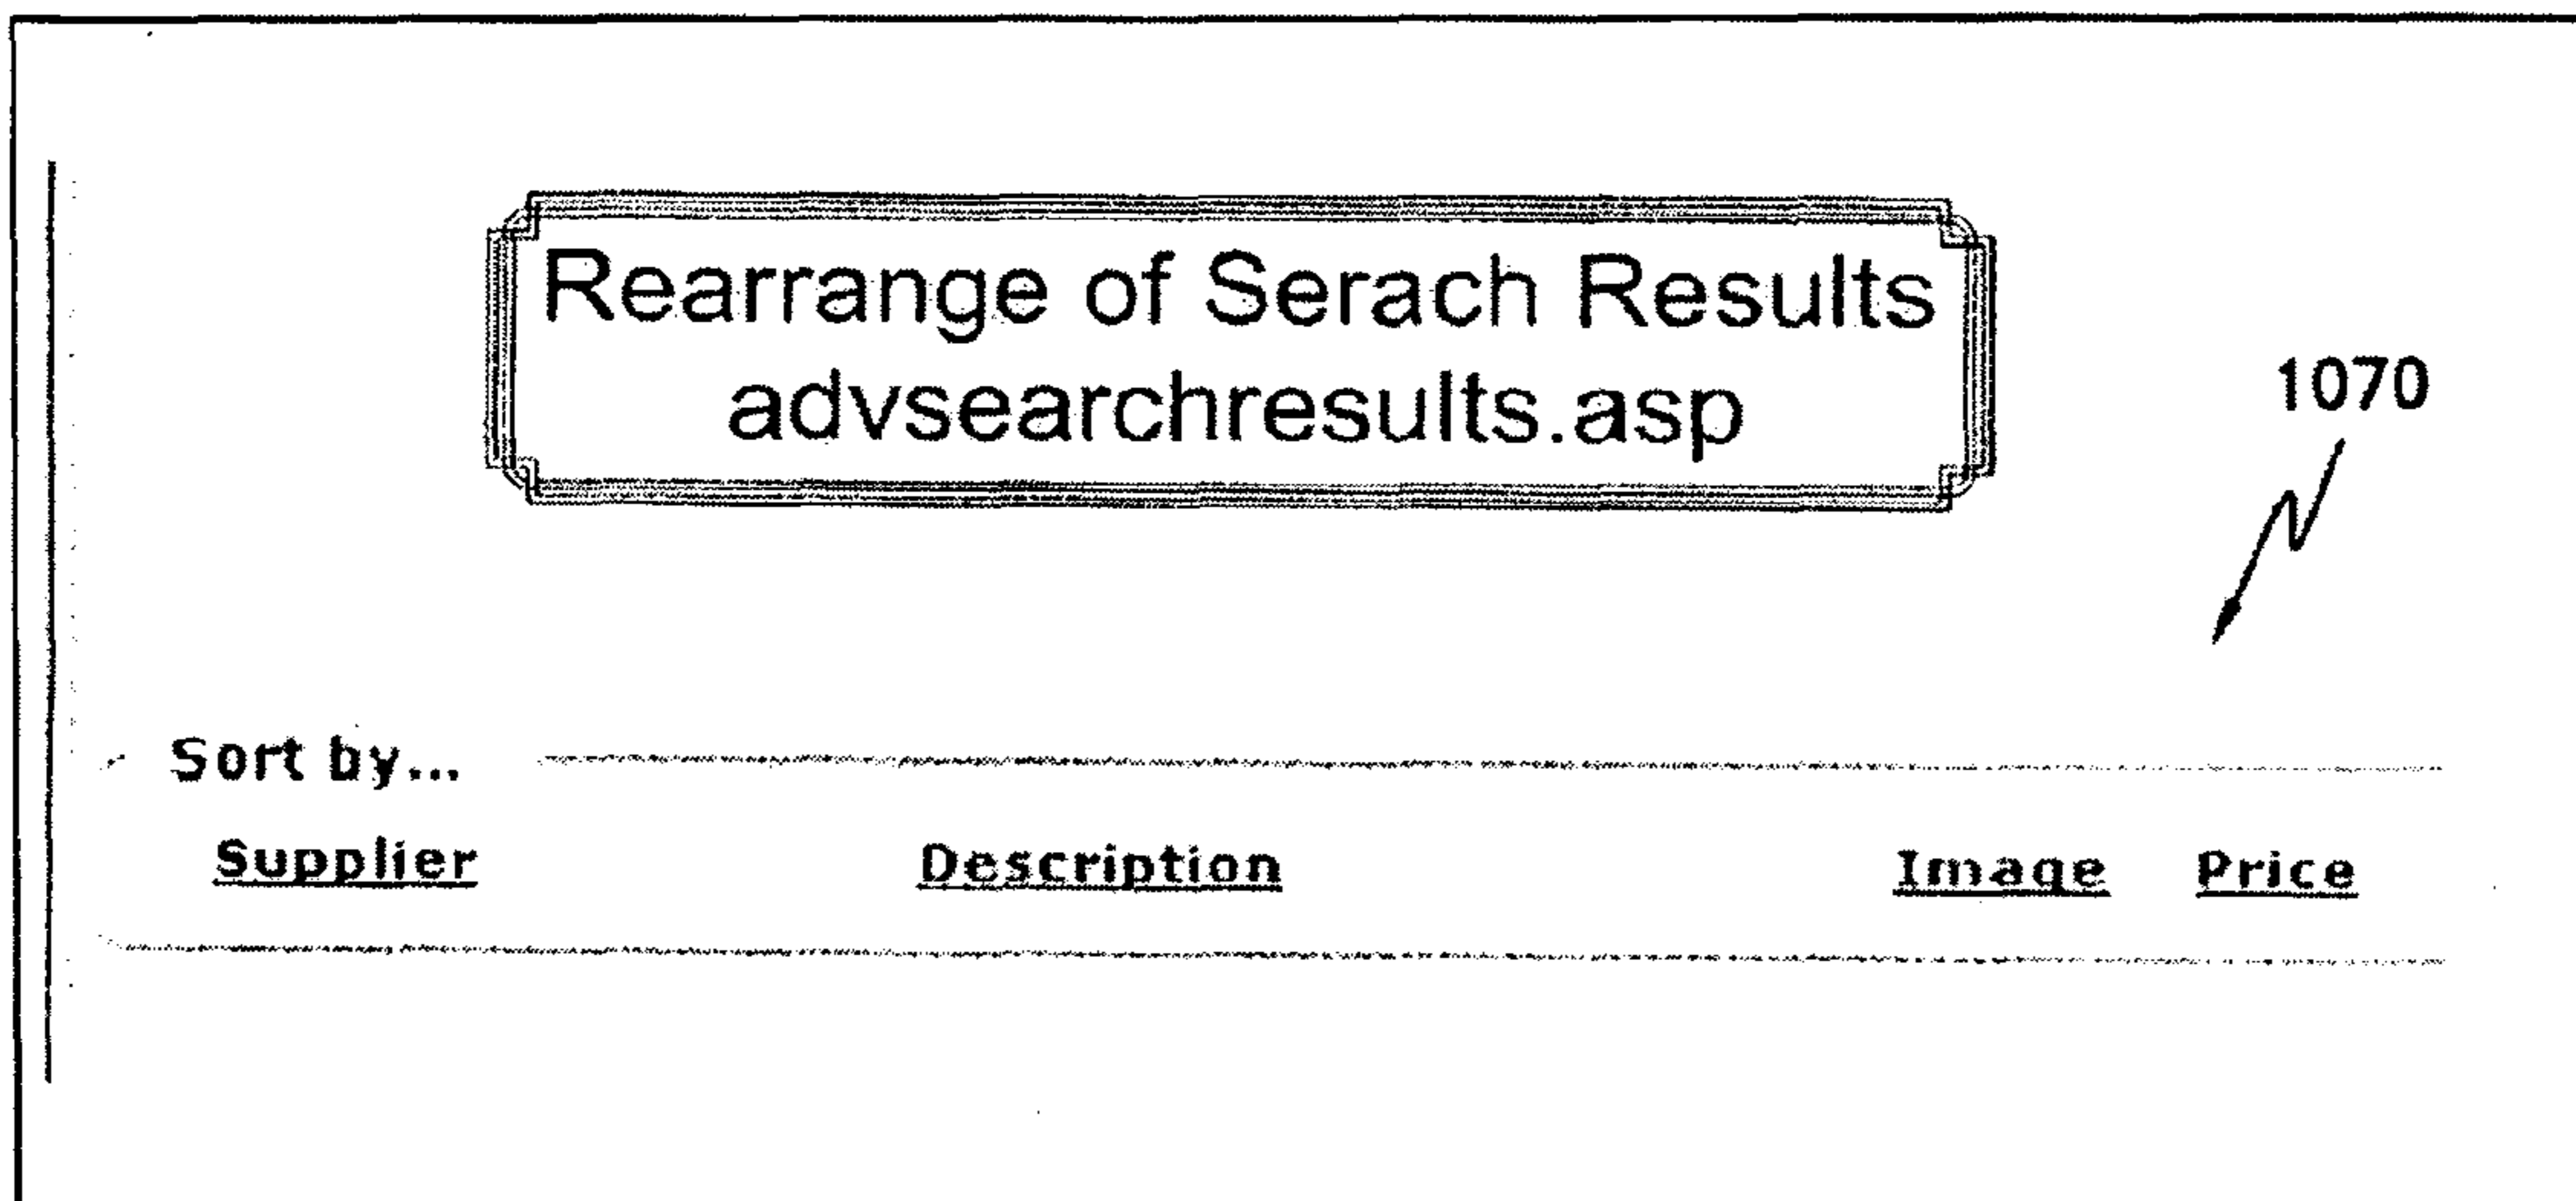 Rearrange of Serach Results
advsearchresults.asp
1070
Sort by...
Supplier Description Image Price